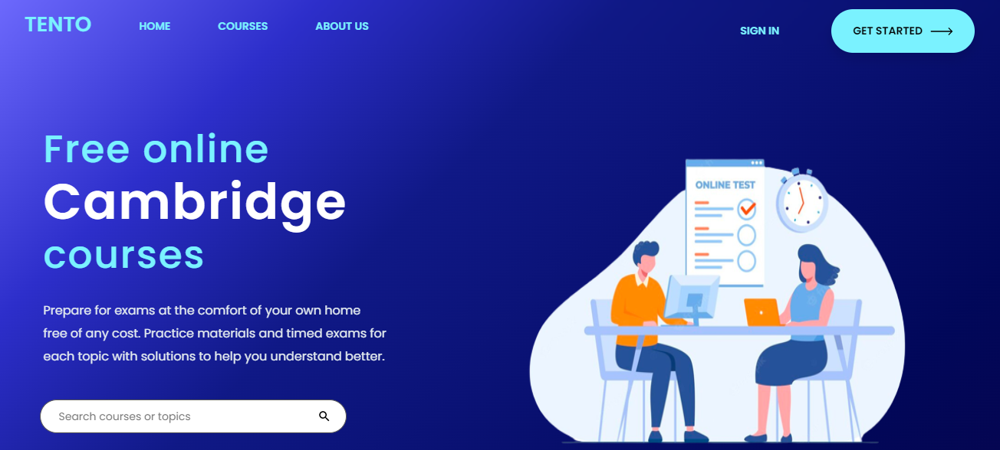 TENTO
HOME
COURSES
ABOUT US
SIGN IN
GET STARTED
Free online
Cambridge
courses
Prepare for exams at the comfort of your own home
free of any cost. Practice materials and timed exams for
each topic with solutions to help you understand better.
Search courses or topics
ONLINE TEST